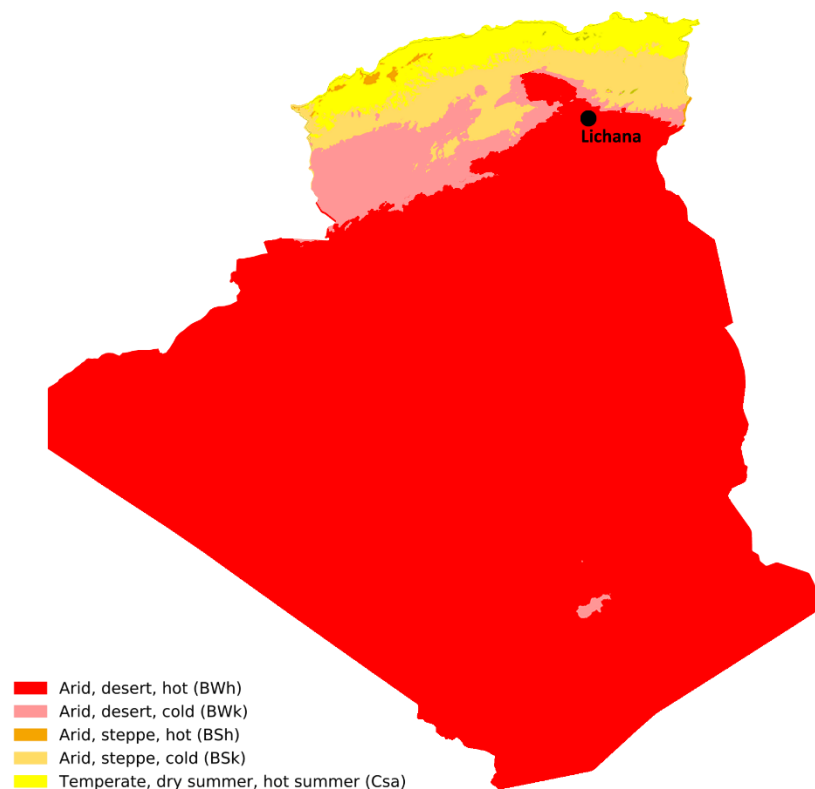 Lichana
Arid, desert, hot (BWh)
Arid, desert, cold (BWk)
Arid, steppe, hot (BSh)
Arid, steppe, cold (BSk)
Temperate, dry summer, hot summer (Csa)